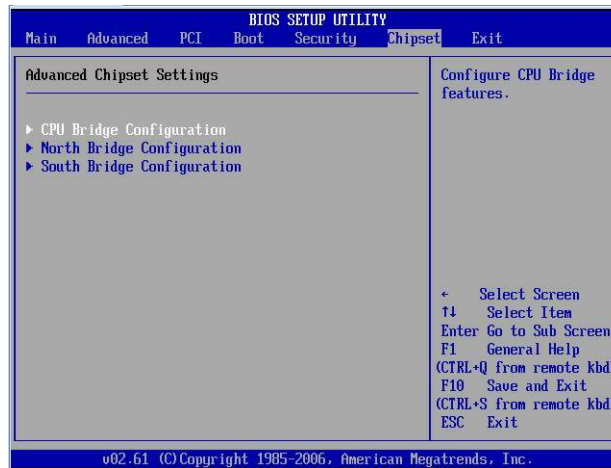 BIOS SETUP UTILITY
Main Advanced PCI Boot Security Chipset Exit
Advanced Chipset Settings
▶ CPU Bridge Configuration
▶ North Bridge Configuration
▶ South Bridge Configuration
Configure CPU Bridge
features.
← Select Screen
↑↓ Select Item
Enter Go to Sub Screen
F1 General Help
(CTRL+Q from remote kbd
F10 Save and Exit
(CTRL+S from remote kbd
ESC Exit
v02.61 (C)Copyright 1985-2006, American Megatrends, Inc.